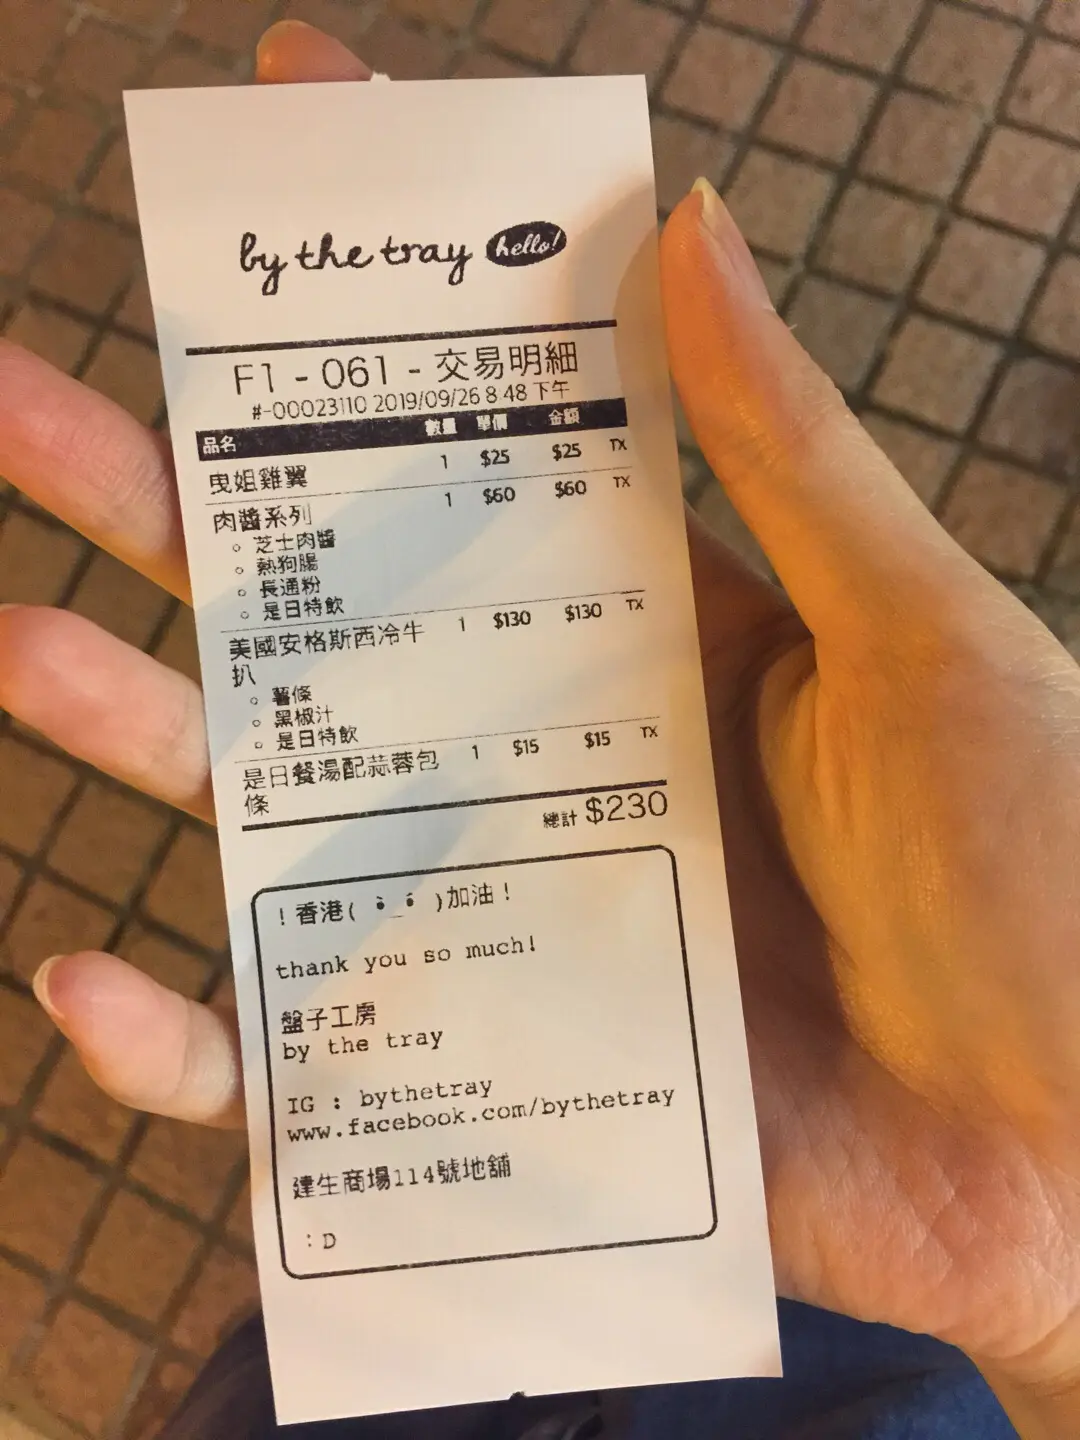 by the tray hello!
F1 - 061 - 交易明細
#-00023110 2019/09/26 8:48 下午
品名 數量 單價 金額
曳姐雞翼 1 $25 $25 TX
肉醬系列 1 $60 $60 TX
◦ 芝士肉醬
◦ 熱狗腸
◦ 長通粉
◦ 是日特飲
美國安格斯西冷牛 1 $130 $130 TX
扒
◦ 薯條
◦ 黑椒汁
◦ 是日特飲
是日餐湯配蒜蓉包 1 $15 $15 TX
條
總計 $230
！香港( •̀_•́ )加油！
thank you so much!
盤子工房
by the tray
IG : bythetray
www.facebook.com/bythetray
建生商場114號地舖
:D